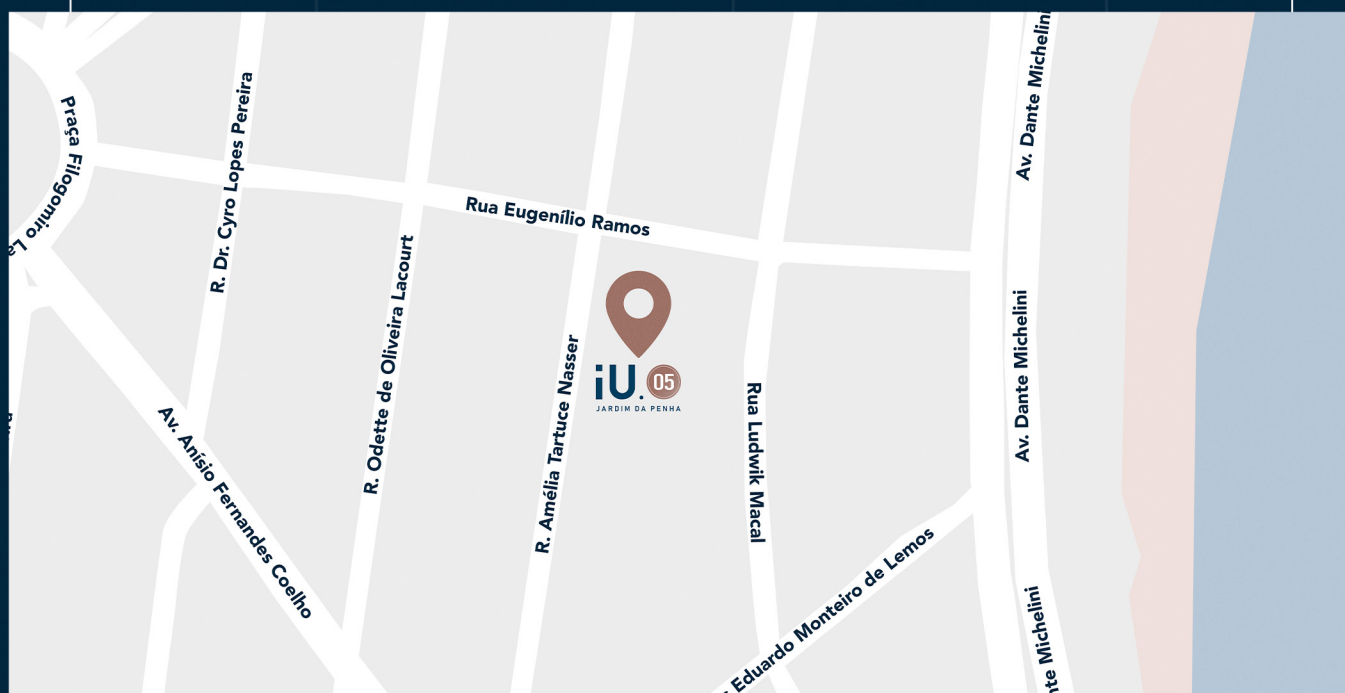 Av. Dante Michelini
Praça Filogomiro La
R. Dr. Cyro Lopes Pereira
Rua Eugenílio Ramos
R. Odette de Oliveira Lacourt
Av. Dante Michelini
R. Amélia Tartuce Nasser
iU. 05
JARDIM DA PENHA
Rua Ludwik Macal
Av. Anísio Fernandes Coelho
Eduardo Monteiro de Lemos
nte Michelini